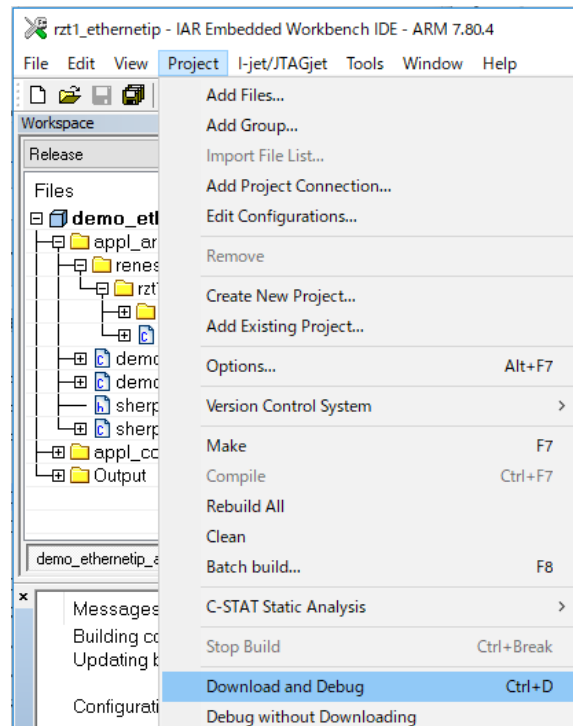 rzt1_ethernetip - IAR Embedded Workbench IDE - ARM 7.80.4
File Edit View Project I-jet/JTAGjet Tools Window Help
Workspace
Release
Files
demo_etl
appl_ar
renes
rzt
demo
demo
sherp
sherp
appl_co
Output
demo_ethernetip_a
Messages
Building co
Updating b
Configurati
Add Files...
Add Group...
Import File List...
Add Project Connection...
Edit Configurations...
Remove
Create New Project...
Add Existing Project...
Options... Alt+F7
Version Control System >
Make F7
Compile Ctrl+F7
Rebuild All
Clean
Batch build... F8
C-STAT Static Analysis >
Stop Build Ctrl+Break
Download and Debug Ctrl+D
Debug without Downloading